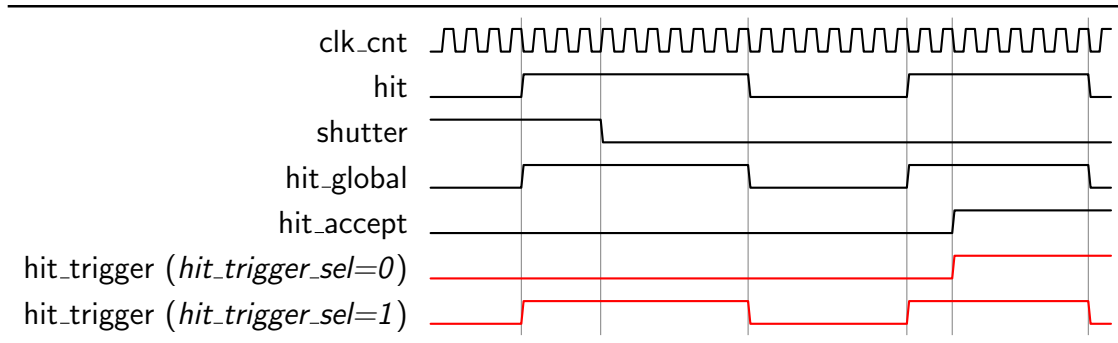 clk_cnt
hit
shutter
hit_global
hit_accept
hit_trigger (hit_trigger_sel=0)
hit_trigger (hit_trigger_sel=1)